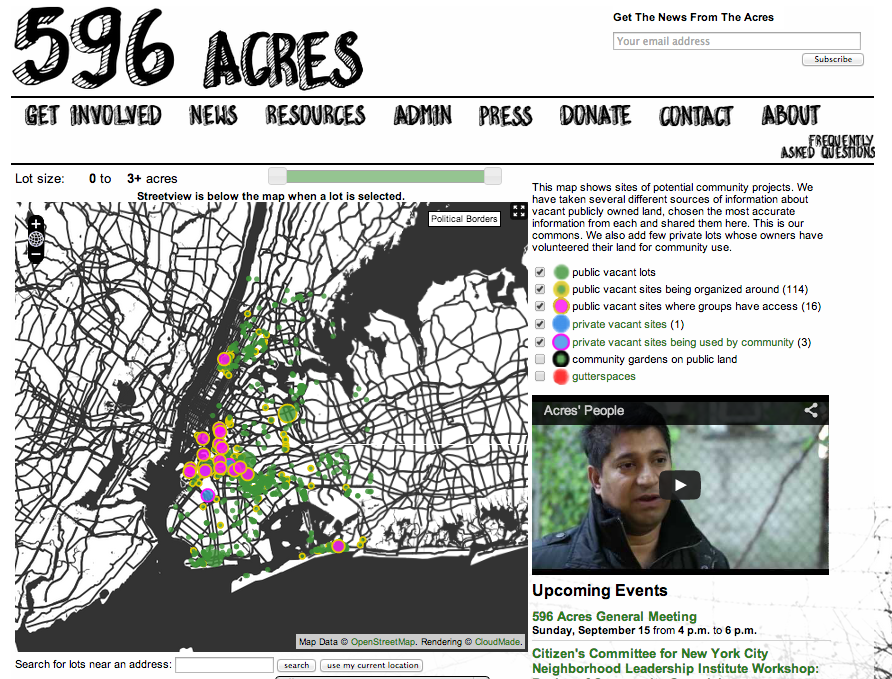 596 ACRES
Get The News From The Acres
Your email address
Subscribe
GET INVOLVED NEWS RESOURCES ADMIN PRESS DONATE CONTACT ABOUT
FREQUENTLY
ASKED QUESTIONS
Lot size: 0 to 3+ acres
Streetview is below the map when a lot is selected.
Political Borders
+
−
Map Data © OpenStreetMap. Rendering © CloudMade.
Search for lots near an address:
search
use my current location
This map shows sites of potential community projects. We
have taken several different sources of information about
vacant publicly owned land, chosen the most accurate
information from each and shared them here. This is our
commons. We also add few private lots whose owners have
volunteered their land for community use.
public vacant lots
public vacant sites being organized around (114)
public vacant sites where groups have access (16)
private vacant sites (1)
private vacant sites being used by community (3)
community gardens on public land
gutterspaces
Acres' People
Upcoming Events
596 Acres General Meeting
Sunday, September 15 from 4 p.m. to 6 p.m.
Citizen's Committee for New York City
Neighborhood Leadership Institute Workshop: